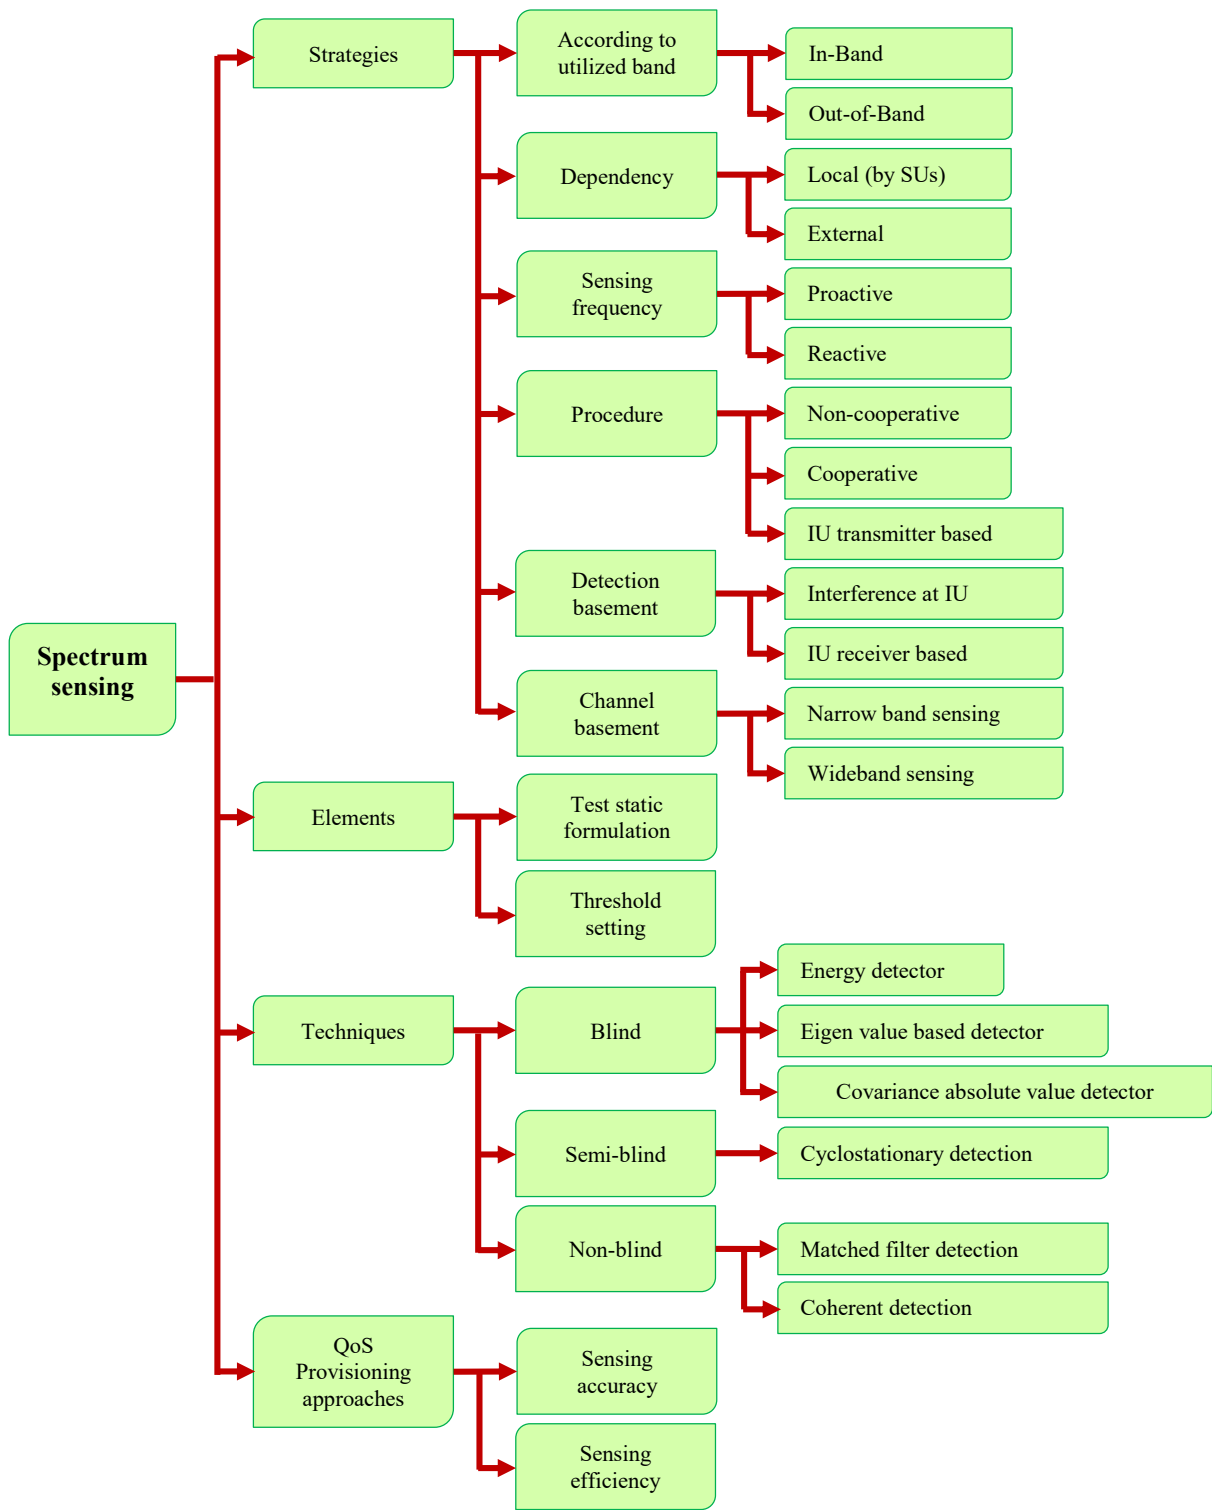 Spectrum
sensing
Strategies
According to
utilized band
In-Band
Out-of-Band
Dependency
Local (by SUs)
External
Sensing
frequency
Proactive
Reactive
Procedure
Non-cooperative
Cooperative
IU transmitter based
Detection
basement
Interference at IU
IU receiver based
Channel
basement
Narrow band sensing
Wideband sensing
Elements
Test static
formulation
Threshold
setting
Techniques
Blind
Energy detector
Eigen value based detector
Covariance absolute value detector
Semi-blind
Cyclostationary detection
Non-blind
Matched filter detection
Coherent detection
QoS
Provisioning
approaches
Sensing
accuracy
Sensing
efficiency